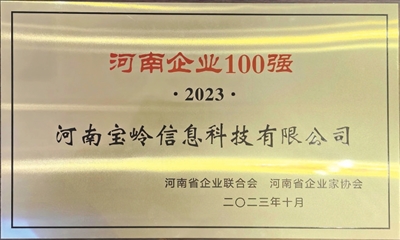 河南企业100强
·2023·
河南宝岭信息科技有限公司
河南省企业联合会 河南省企业家协会
二〇二三年十月